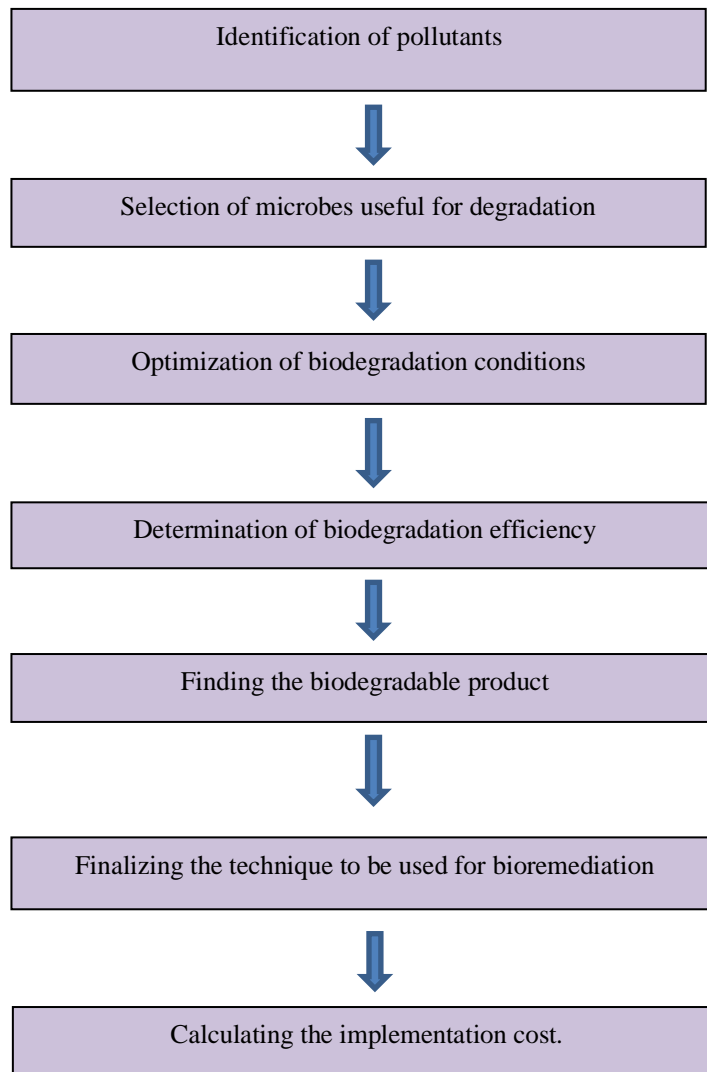 Identification of pollutants
Selection of microbes useful for degradation
Optimization of biodegradation conditions
Determination of biodegradation efficiency
Finding the biodegradable product
Finalizing the technique to be used for bioremediation
Calculating the implementation cost.